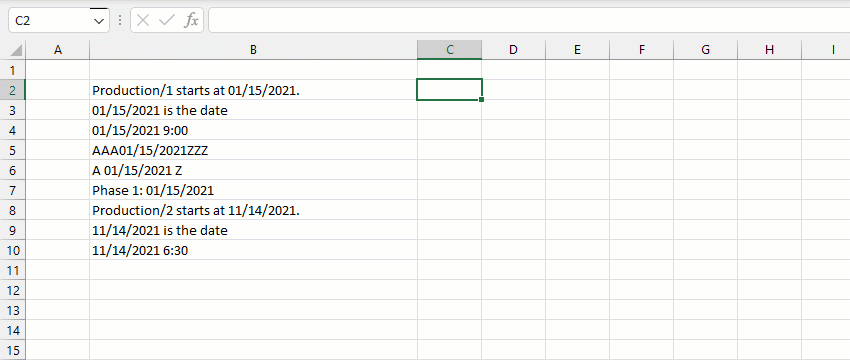 C2 fx
A B C D E F G H I
1
2 Production/1 starts at 01/15/2021.
3 01/15/2021 is the date
4 01/15/2021 9:00
5 AAA01/15/2021ZZZ
6 A 01/15/2021 Z
7 Phase 1: 01/15/2021
8 Production/2 starts at 11/14/2021.
9 11/14/2021 is the date
10 11/14/2021 6:30
11
12
13
14
15